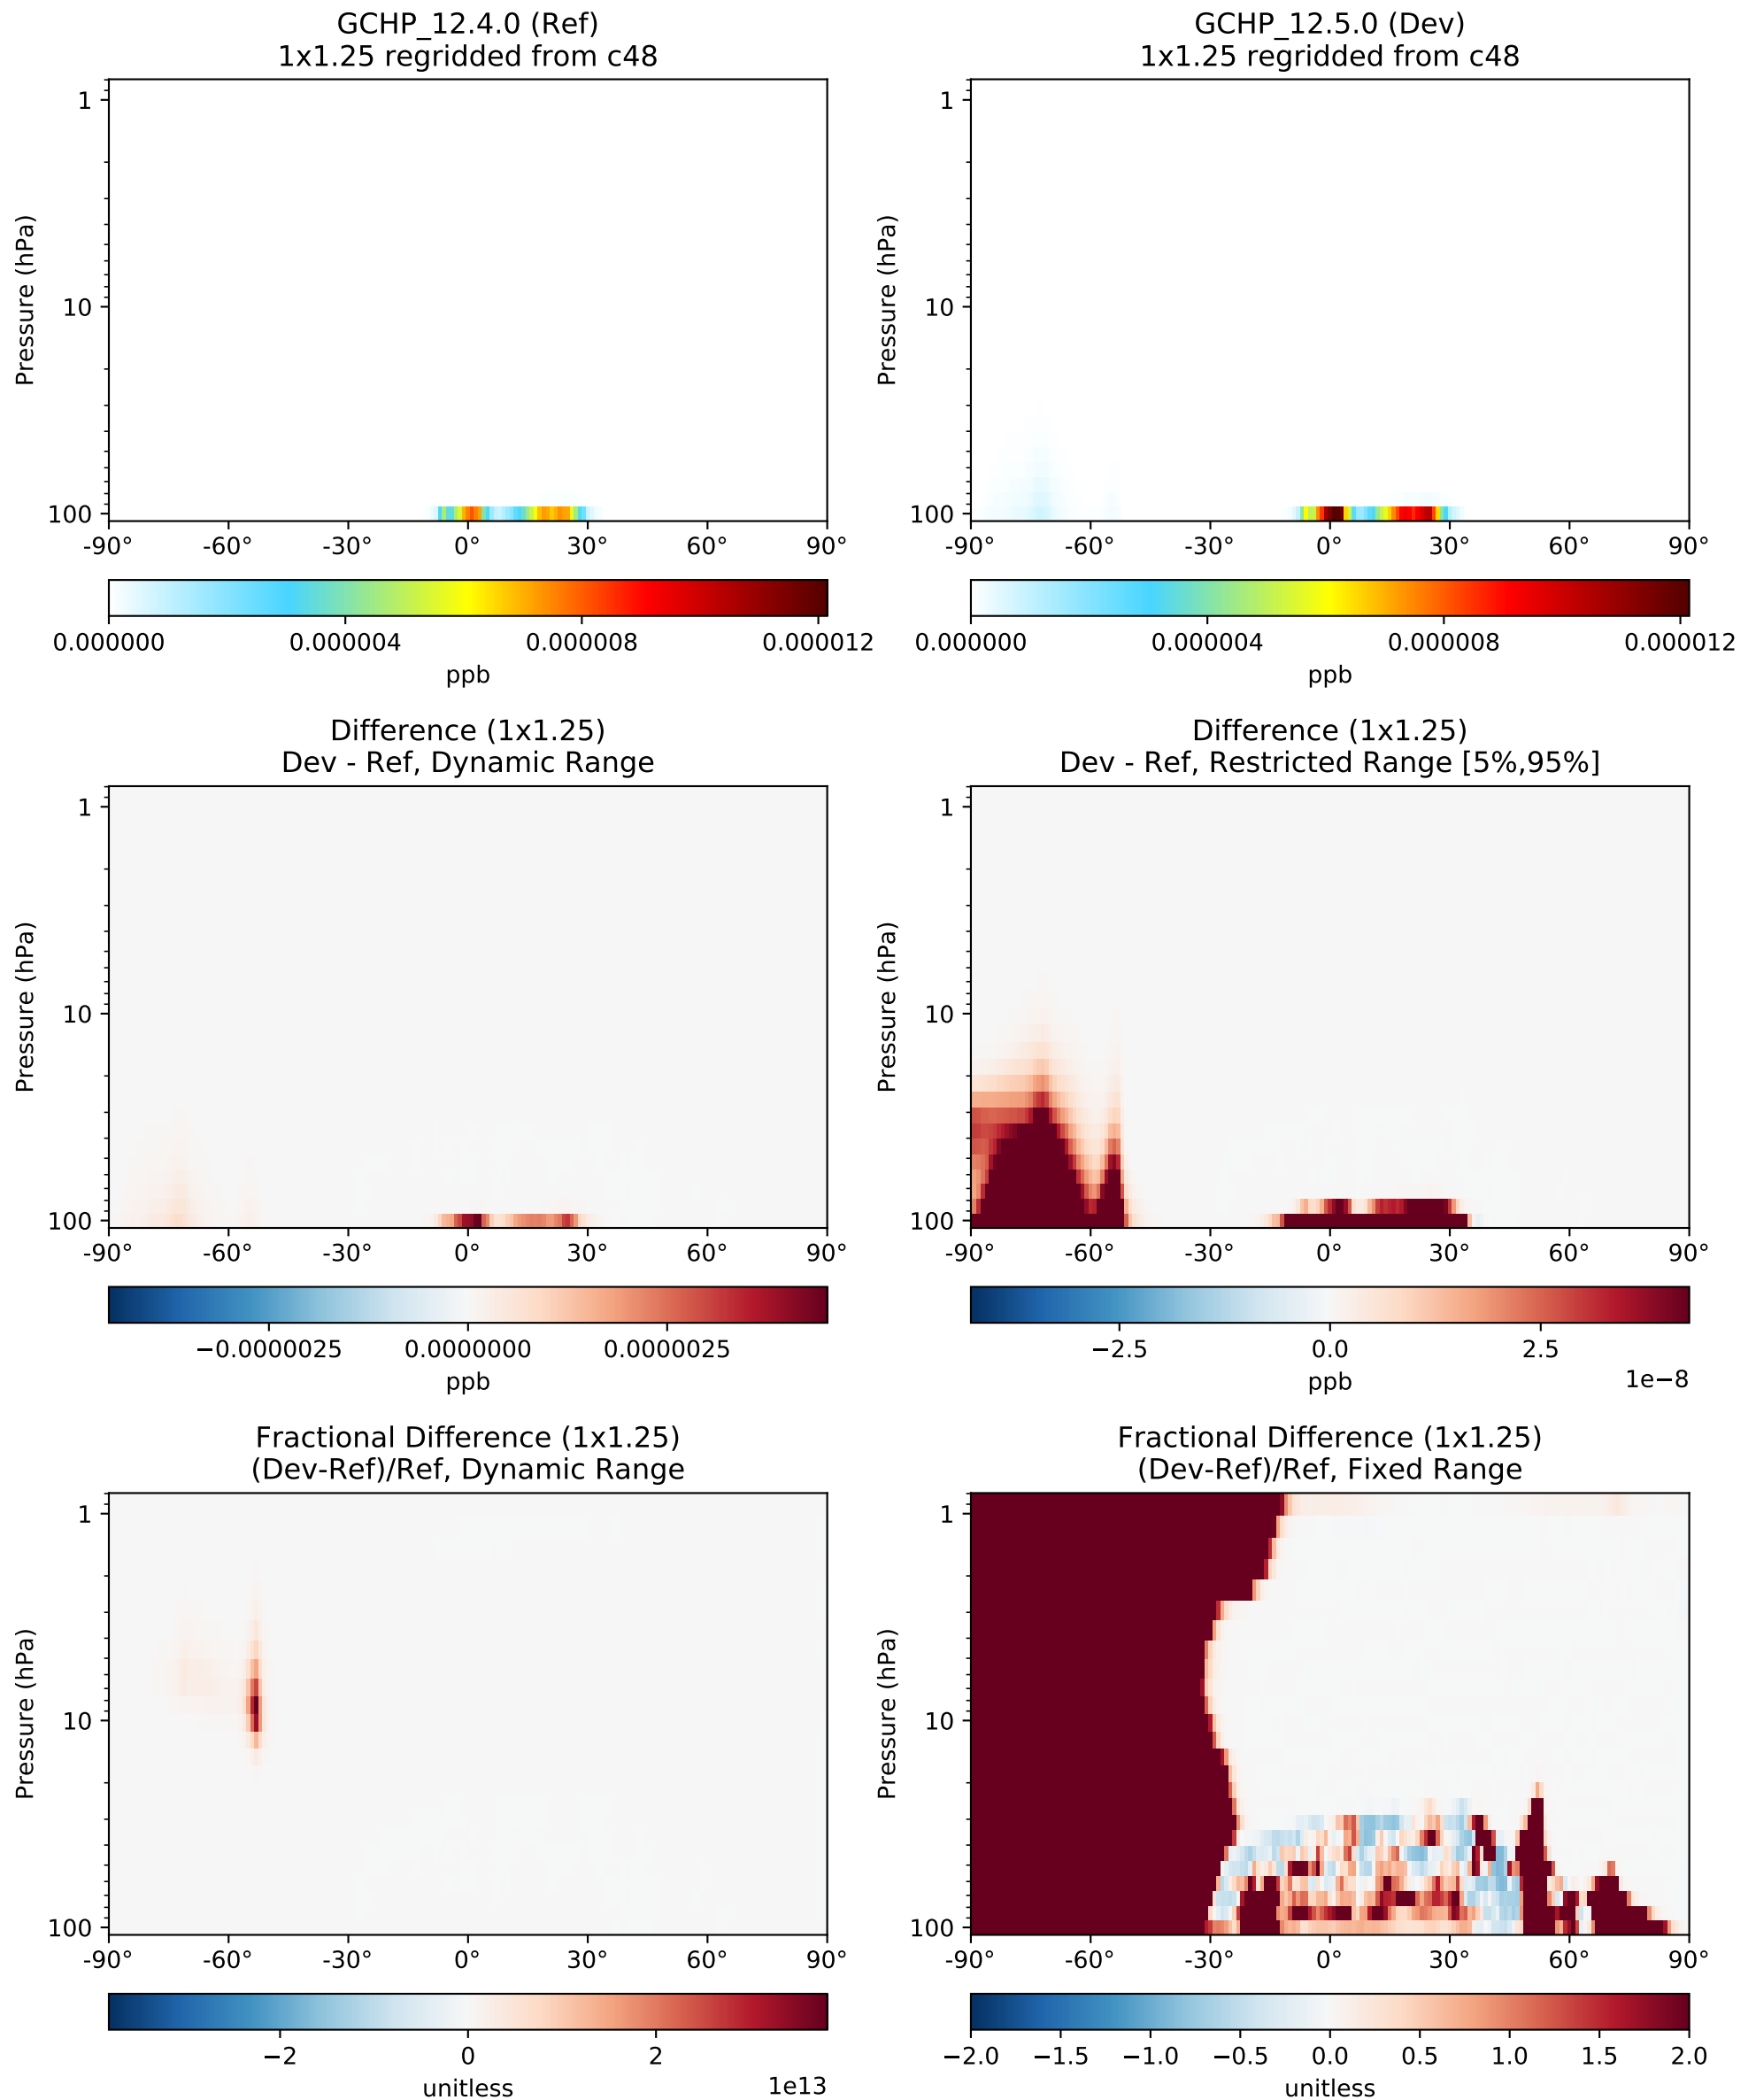 GCHP_12.4.0 (Ref)
1x1.25 regridded from c48
1
10
100
Pressure (hPa)
-90° -60° -30° 0° 30° 60° 90°
0.000000 0.000004 0.000008 0.000012
ppb
GCHP_12.5.0 (Dev)
1x1.25 regridded from c48
1
10
100
Pressure (hPa)
-90° -60° -30° 0° 30° 60° 90°
0.000000 0.000004 0.000008 0.000012
ppb
Difference (1x1.25)
Dev - Ref, Dynamic Range
1
10
100
Pressure (hPa)
-90° -60° -30° 0° 30° 60° 90°
−0.0000025 0.0000000 0.0000025
ppb
Difference (1x1.25)
Dev - Ref, Restricted Range [5%,95%]
1
10
100
Pressure (hPa)
-90° -60° -30° 0° 30° 60° 90°
−2.5 0.0 2.5
ppb 1e−8
Fractional Difference (1x1.25)
(Dev-Ref)/Ref, Dynamic Range
1
10
100
Pressure (hPa)
-90° -60° -30° 0° 30° 60° 90°
−2 0 2
unitless 1e13
Fractional Difference (1x1.25)
(Dev-Ref)/Ref, Fixed Range
1
10
100
Pressure (hPa)
-90° -60° -30° 0° 30° 60° 90°
−2.0 −1.5 −1.0 −0.5 0.0 0.5 1.0 1.5 2.0
unitless